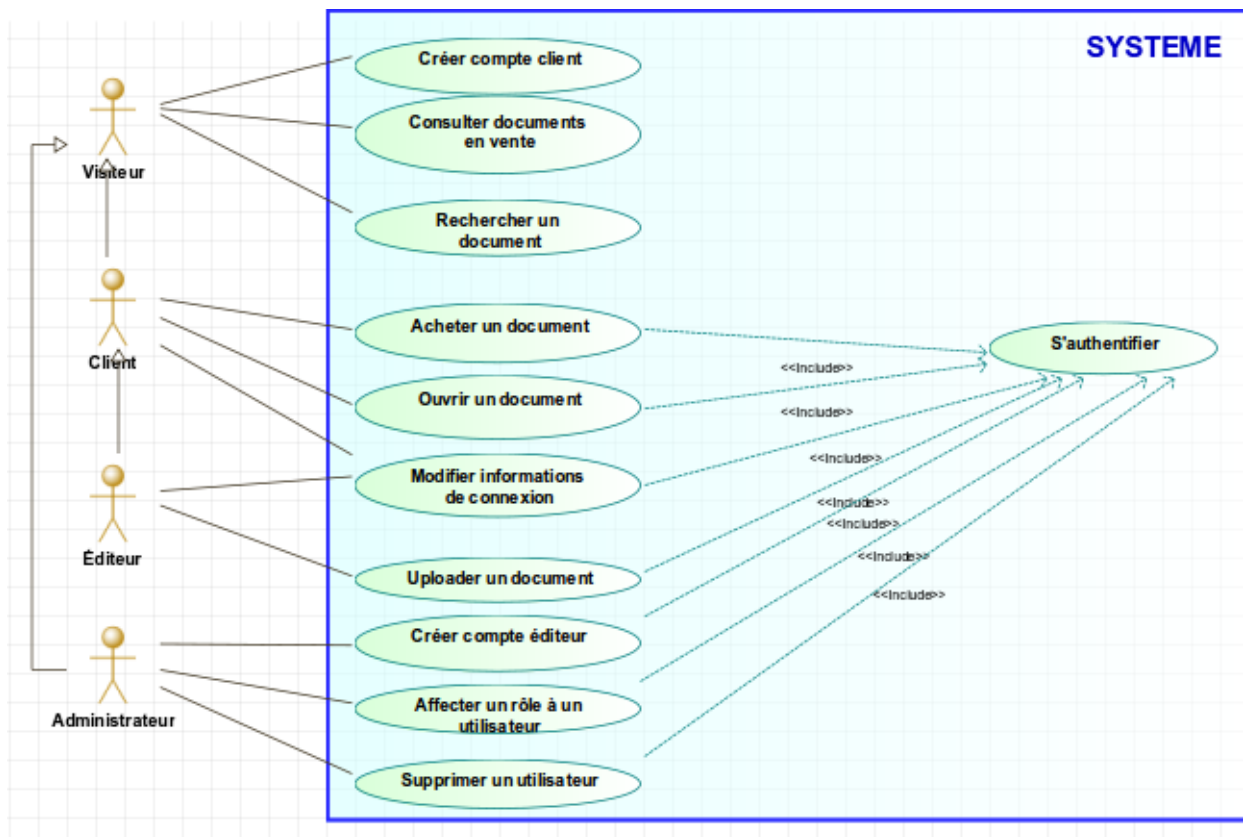 SYSTEME
Créer compte client
Consulter documents
en vente
Visiteur
Rechercher un
document
Acheter un document
S'authentifier
Client
<<Include>>
Ouvrir un document
<<Include>>
Modifier informations
de connexion
<<Include>>
<<Include>>
<<Include>>
Éditeur
<<Include>>
Uploader un document
<<Include>>
Créer compte éditeur
Affecter un rôle à un
utilisateur
Administrateur
Supprimer un utilisateur